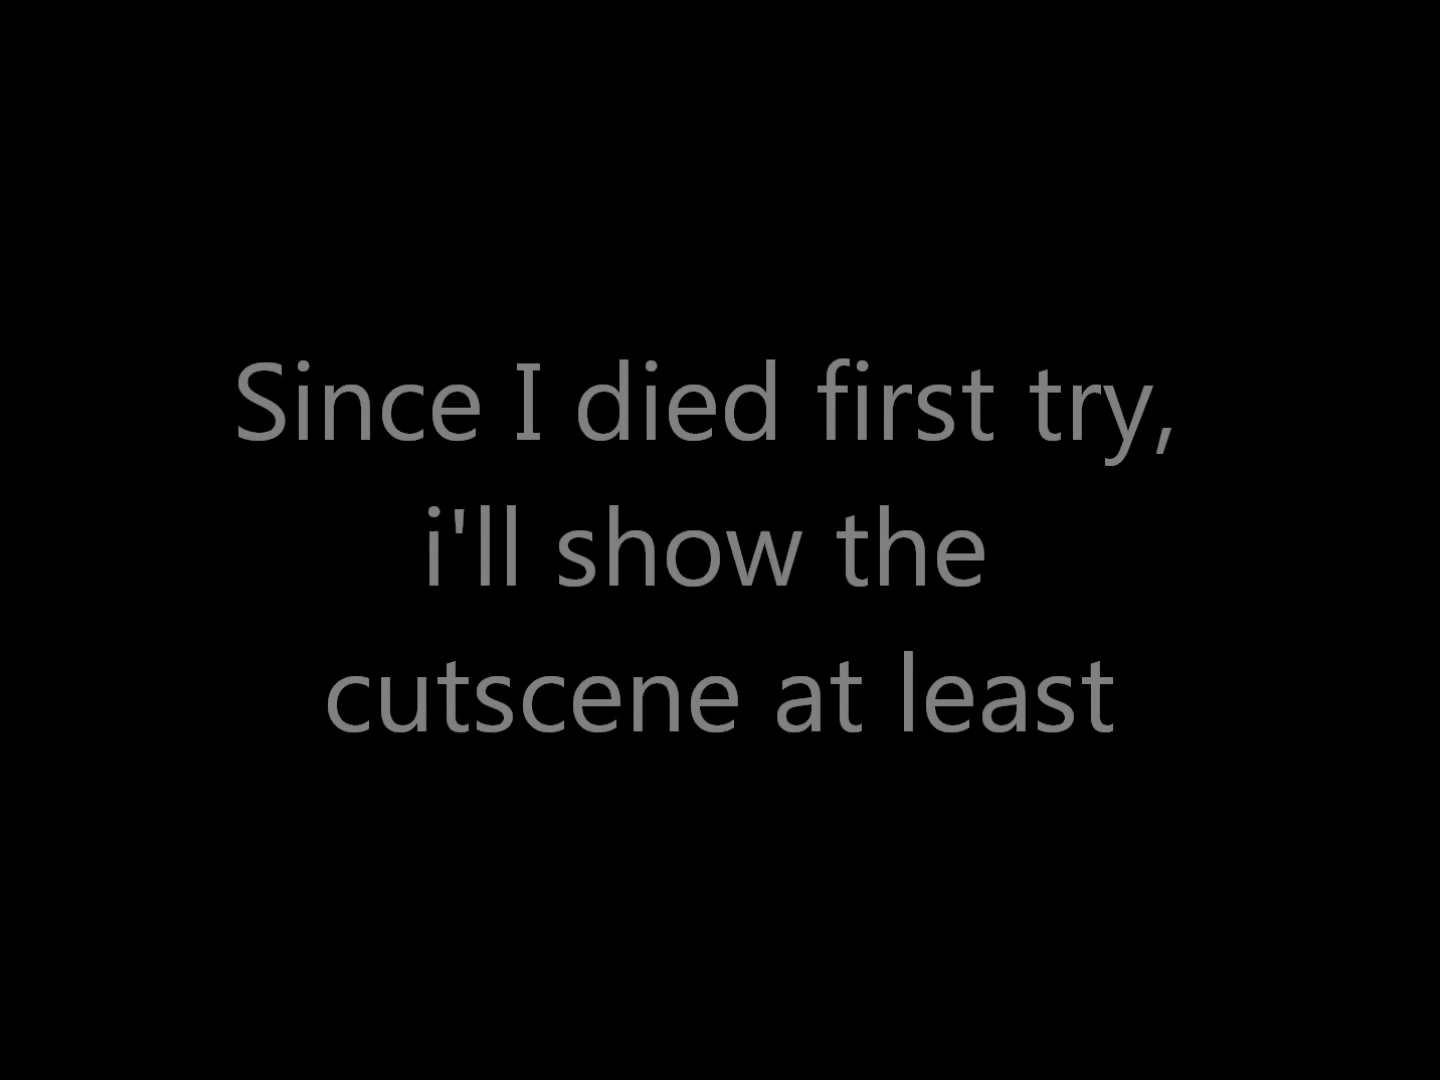 Since I died first try,
i'll show the
cutscene at least